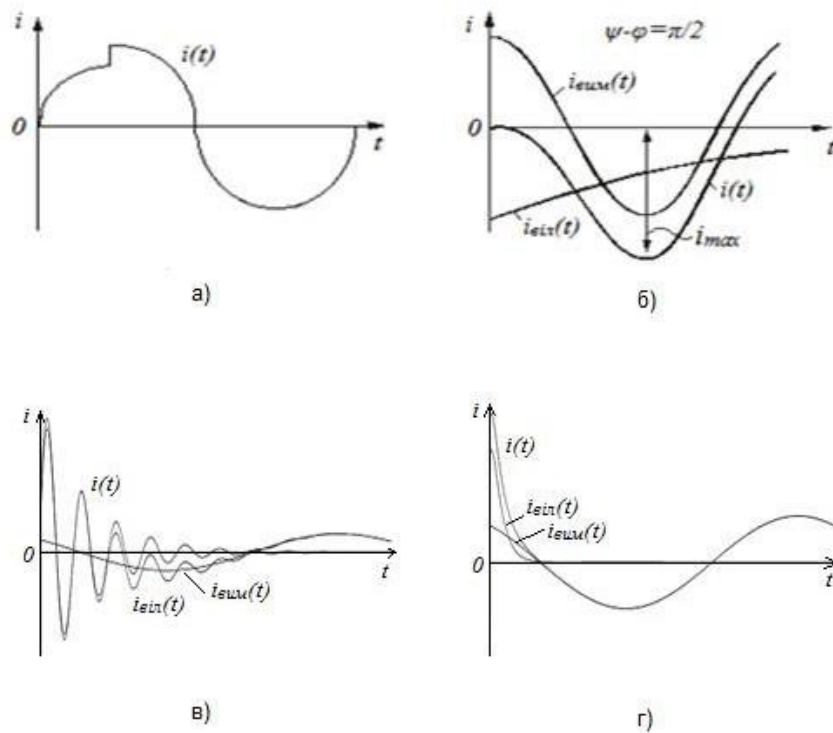 i
i(t)
0
t
а)
i
ψ-φ=π/2
iвим(t)
0
t
i(t)
iвіл(t)
imax
б)
i
i(t)
0
t
iвіл(t)
iвим(t)
в)
i
i(t)
iвіл(t)
iвим(t)
0
t
г)